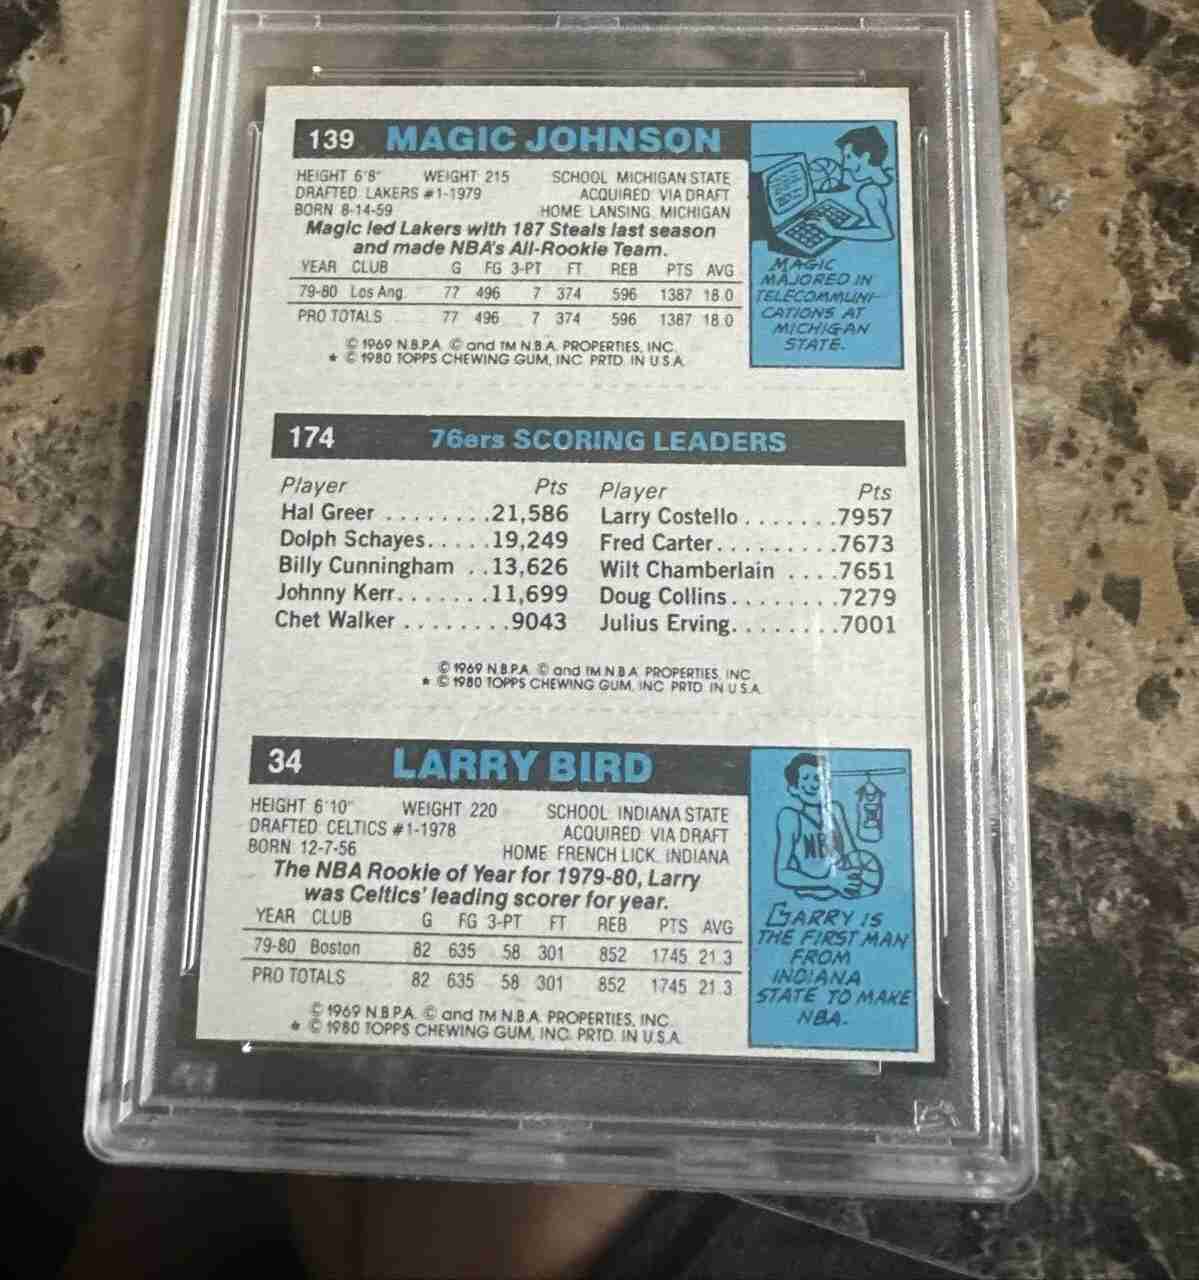 139 MAGIC JOHNSON
HEIGHT 6'8" WEIGHT 215 SCHOOL MICHIGAN STATE
DRAFTED LAKERS #1-1979 ACQUIRED VIA DRAFT
BORN 8-14-59 HOME LANSING, MICHIGAN
Magic led Lakers with 187 Steals last season
and made NBA's All-Rookie Team.
YEAR CLUB G FG 3-PT FT REB PTS AVG
79-80 Los Ang. 77 496 7 374 596 1387 18.0
PRO TOTALS 77 496 7 374 596 1387 18.0
© 1969 N.B.P.A. © and TM N.B.A. PROPERTIES, INC.
* © 1980 TOPPS CHEWING GUM, INC. PRTD. IN U.S.A.
MAGIC
MAJORED IN
TELECOMMUNI-
CATIONS AT
MICHIGAN
STATE.
174 76ers SCORING LEADERS
Player Pts Player Pts
Hal Greer ........21,586 Larry Costello .......7957
Dolph Schayes.....19,249 Fred Carter.........7673
Billy Cunningham ..13,626 Wilt Chamberlain ....7651
Johnny Kerr.......11,699 Doug Collins........7279
Chet Walker ........9043 Julius Erving........7001
© 1969 N.B.P.A. © and TM N.B.A. PROPERTIES, INC.
* © 1980 TOPPS CHEWING GUM, INC. PRTD. IN U.S.A.
34 LARRY BIRD
HEIGHT 6'10" WEIGHT 220 SCHOOL INDIANA STATE
DRAFTED CELTICS #1-1978 ACQUIRED VIA DRAFT
BORN 12-7-56 HOME FRENCH LICK, INDIANA
The NBA Rookie of Year for 1979-80, Larry
was Celtics' leading scorer for year.
YEAR CLUB G FG 3-PT FT REB PTS AVG
79-80 Boston 82 635 58 301 852 1745 21.3
PRO TOTALS 82 635 58 301 852 1745 21.3
© 1969 N.B.P.A. © and TM N.B.A. PROPERTIES, INC.
* © 1980 TOPPS CHEWING GUM, INC. PRTD. IN U.S.A.
NBA
LARRY IS
THE FIRST MAN
FROM
INDIANA
STATE TO MAKE
NBA.